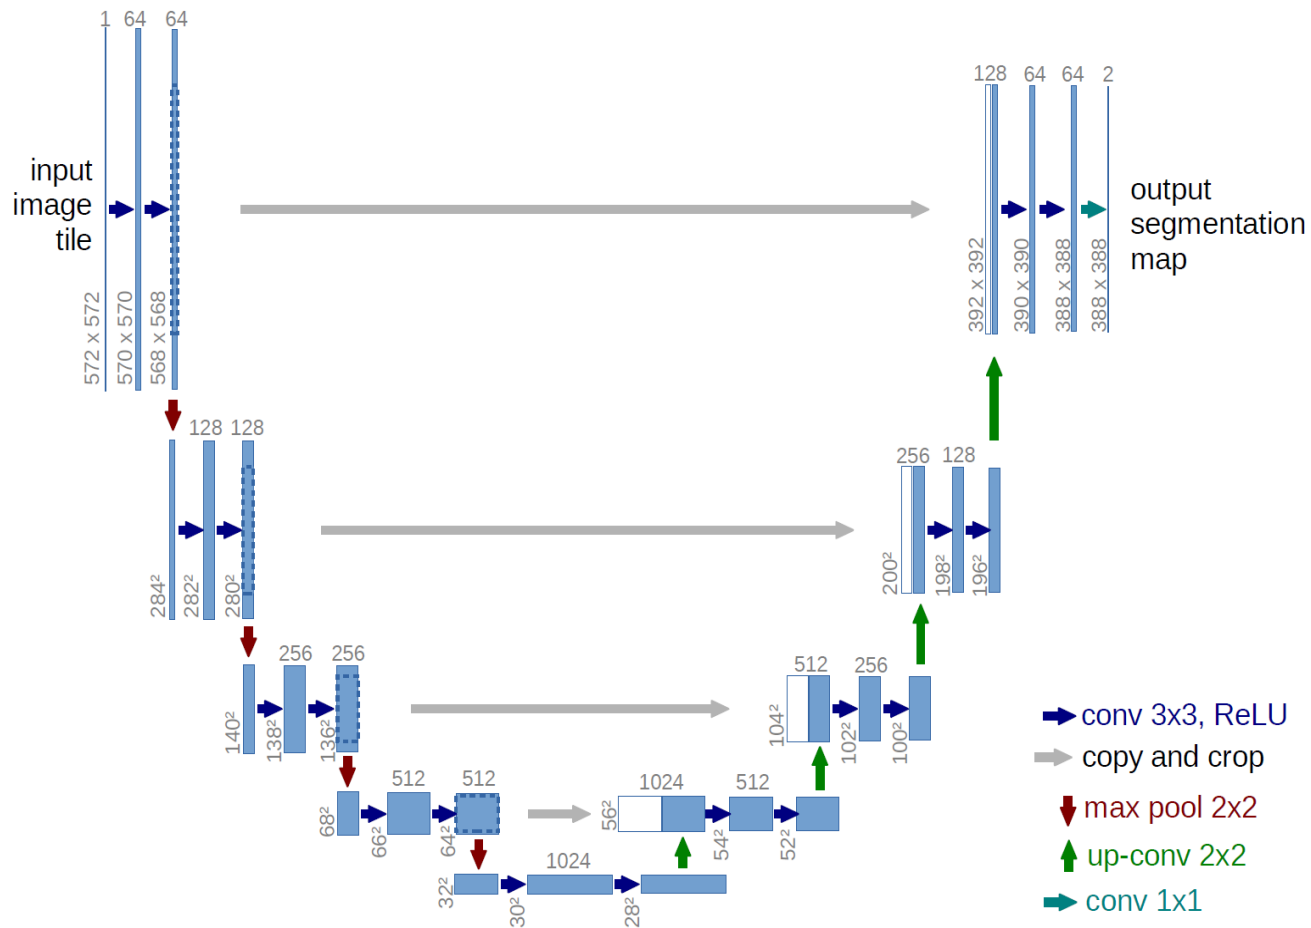 1 64 64
input
image
tile
572 x 572
570 x 570
568 x 568
128 64 64 2
392 x 392
390 x 390
388 x 388
388 x 388
output
segmentation
map
128 128
284²
282²
280²
256 128
200²
198²
196²
256 256
140²
138²
136²
512 256
104²
102²
100²
512 512
68²
66²
64²
1024 512
56²
54²
52²
1024
32²
30²
28²
conv 3x3, ReLU
copy and crop
max pool 2x2
up-conv 2x2
conv 1x1